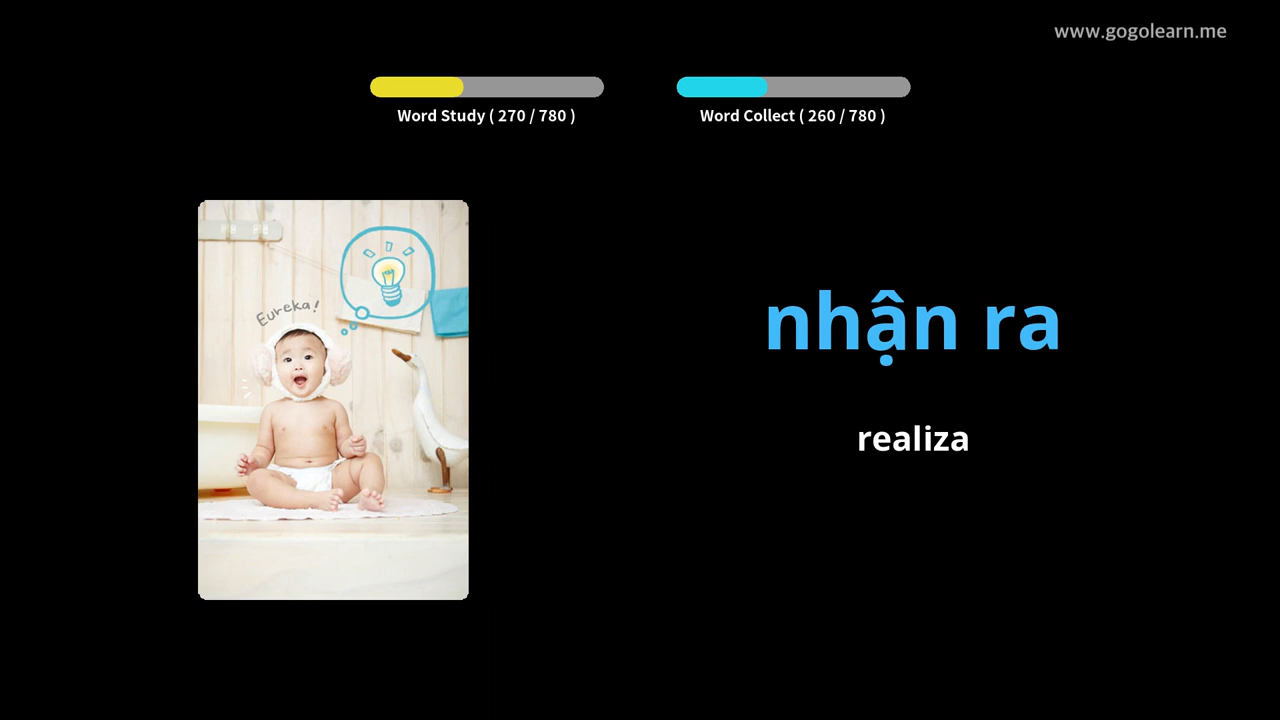 www.gogolearn.me
Word Study ( 270 / 780 )
Word Collect ( 260 / 780 )
Eureka!
nhận ra
realiza